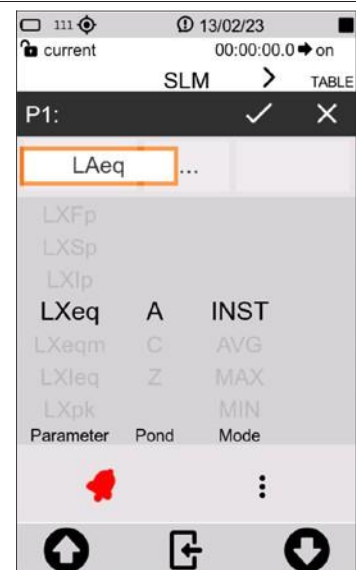 111 13/02/23
current 00:00:00.0 on
SLM > TABLE
P1:
LAeq ...
LXFp
LXSp
LXIp
LXeq A INST
LXeqm C AVG
LXIeq Z MAX
LXpk MIN
Parameter Pond Mode